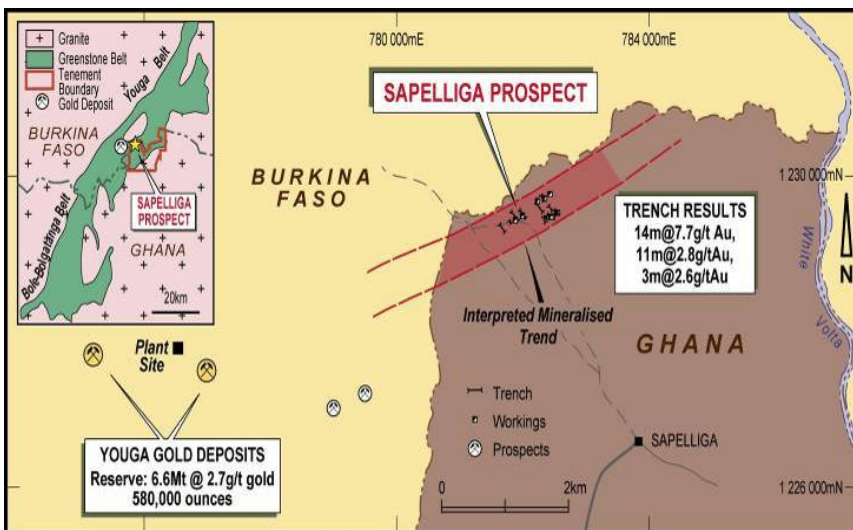 780 000mE
784 000mE
Granite
Greenstone Belt
Tenement
Boundary
Gold Deposit
Youga Belt
BURKINA
FASO
SAPELLIGA
PROSPECT
GHANA
Bole-Bolgatanga Belt
20km
SAPELLIGA PROSPECT
BURKINA
FASO
1 230 000mN
TRENCH RESULTS
14m@7.7g/t Au,
11m@2.8g/tAu,
3m@2.6g/tAu
White
Volta
N
Interpreted Mineralised
Trend
GHANA
Plant
Site
YOUGA GOLD DEPOSITS
Reserve: 6.6Mt @ 2.7g/t gold
580,000 ounces
Trench
Workings
Prospects
SAPELLIGA
0
2km
1 226 000mN